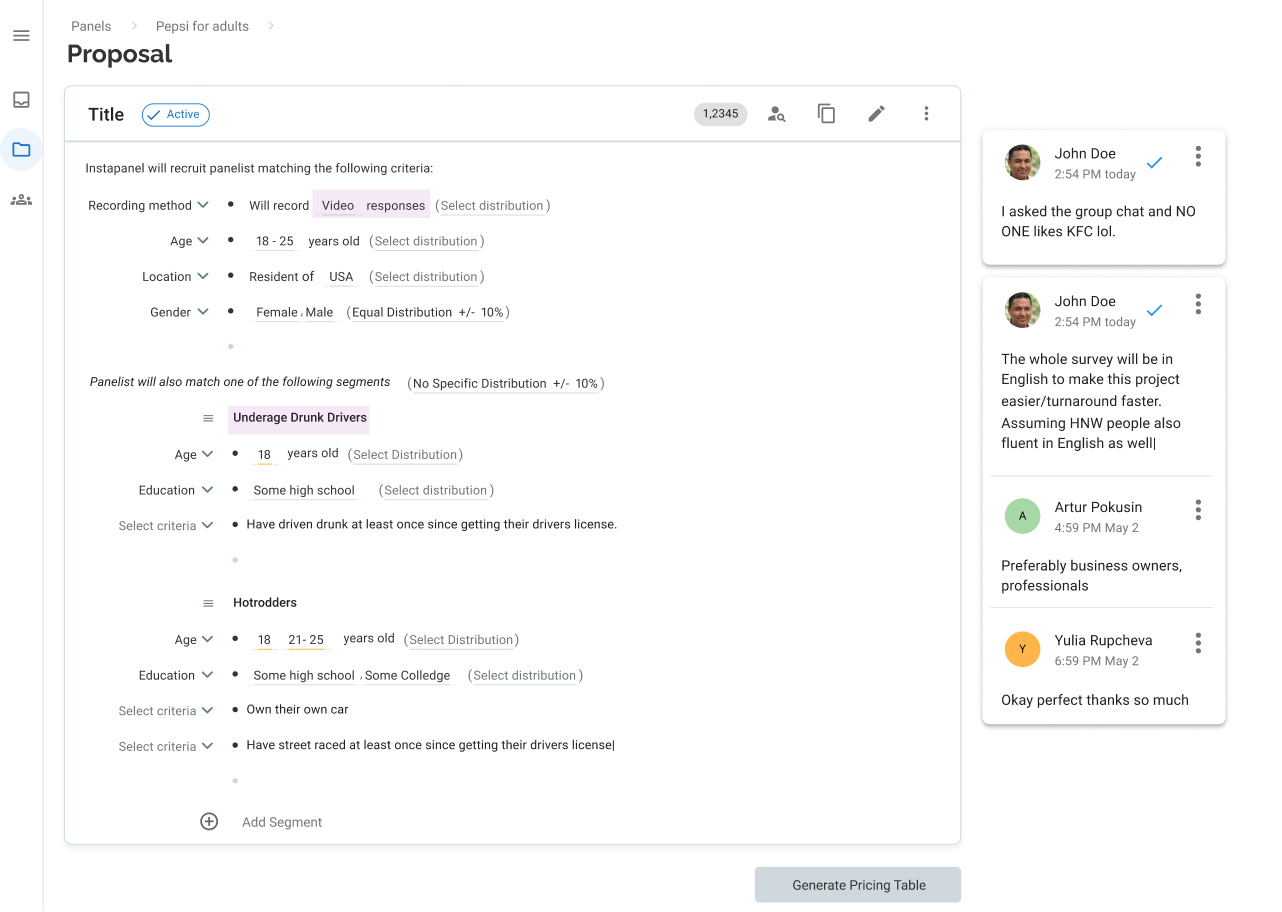 Panels
Pepsi for adults
Proposal
Title
Active
1,2345
Instapanel will recruit panelist matching the following criteria:
Recording method • Will record Video responses (Select distribution)
Age • 18 - 25 years old (Select distribution)
Location • Resident of USA (Select distribution)
Gender • Female, Male (Equal Distribution +/- 10%)
Panelist will also match one of the following segments (No Specific Distribution +/- 10%)
Underage Drunk Drivers
Age • 18 years old (Select Distribution)
Education • Some high school (Select distribution)
Select criteria • Have driven drunk at least once since getting their drivers license.
Hotrodders
Age • 18 21- 25 years old (Select Distribution)
Education • Some high school, Some Colledge (Select distribution)
Select criteria • Own their own car
Select criteria • Have street raced at least once since getting their drivers license
Add Segment
Generate Pricing Table
John Doe
2:54 PM today
I asked the group chat and NO
ONE likes KFC lol.
John Doe
2:54 PM today
The whole survey will be in
English to make this project
easier/turnaround faster.
Assuming HNW people also
fluent in English as well
A
Artur Pokusin
4:59 PM May 2
Preferably business owners,
professionals
Y
Yulia Rupcheva
6:59 PM May 2
Okay perfect thanks so much